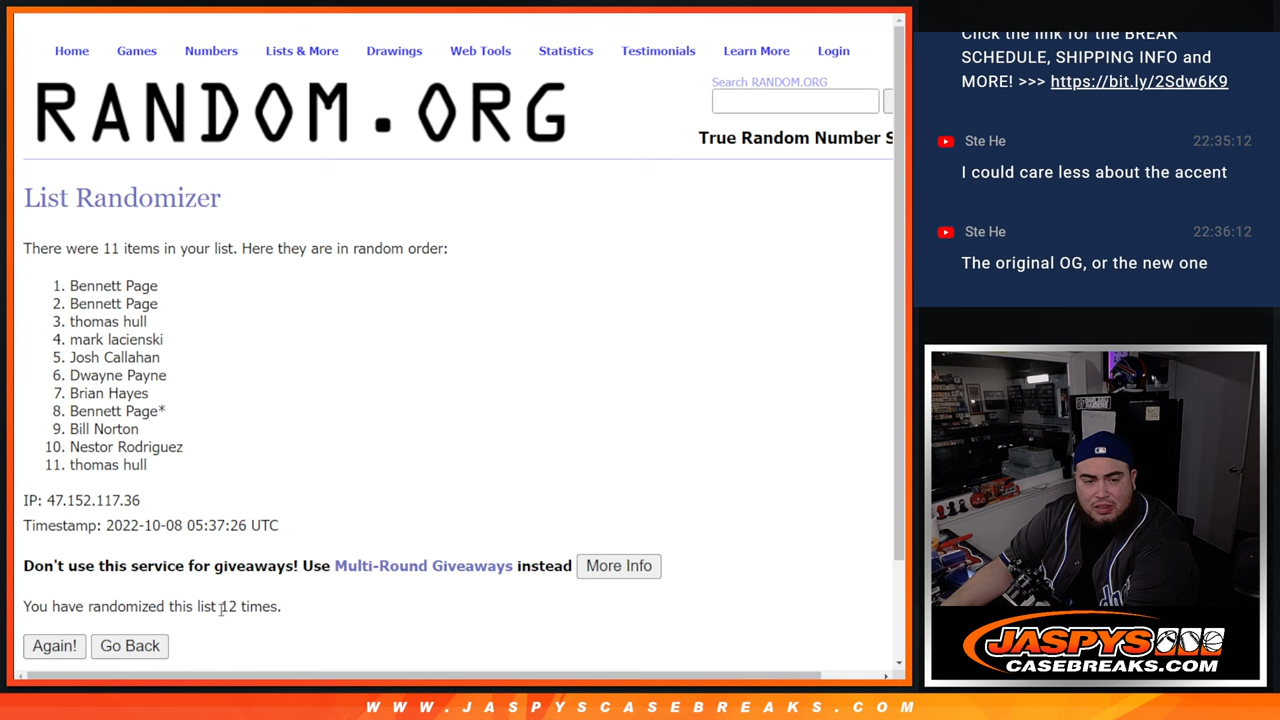 Home Games Numbers Lists & More Drawings Web Tools Statistics Testimonials Learn More Login
RANDOM.ORG
Search RANDOM.ORG
True Random Number S
List Randomizer
There were 11 items in your list. Here they are in random order:
1. Bennett Page
2. Bennett Page
3. thomas hull
4. mark lacienski
5. Josh Callahan
6. Dwayne Payne
7. Brian Hayes
8. Bennett Page*
9. Bill Norton
10. Nestor Rodriguez
11. thomas hull
IP: 47.152.117.36
Timestamp: 2022-10-08 05:37:26 UTC
Don't use this service for giveaways! Use Multi-Round Giveaways instead More Info
You have randomized this list 12 times.
Again! Go Back
Click the link for the BREAK
SCHEDULE, SHIPPING INFO and
MORE! >>> https://bit.ly/2Sdw6K9
Ste He 22:35:12
I could care less about the accent
Ste He 22:36:12
The original OG, or the new one
JASPYS
CASEBREAKS.COM
WWW.JASPYSCASEBREAKS.COM